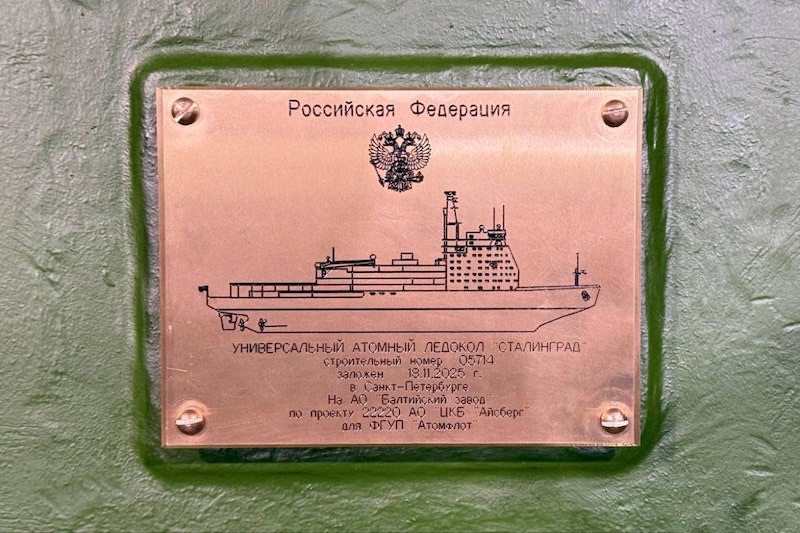 Российская Федерация
УНИВЕРСАЛЬНЫЙ АТОМНЫЙ ЛЕДОКОЛ "СТАЛИНГРАД"
строительный номер 05714
заложен 18.11.2025 г.
в Санкт-Петербурге
На АО "Балтийский завод"
по проекту 22220 АО "ЦКБ "Айсберг"
для ФГУП "Атомфлот"